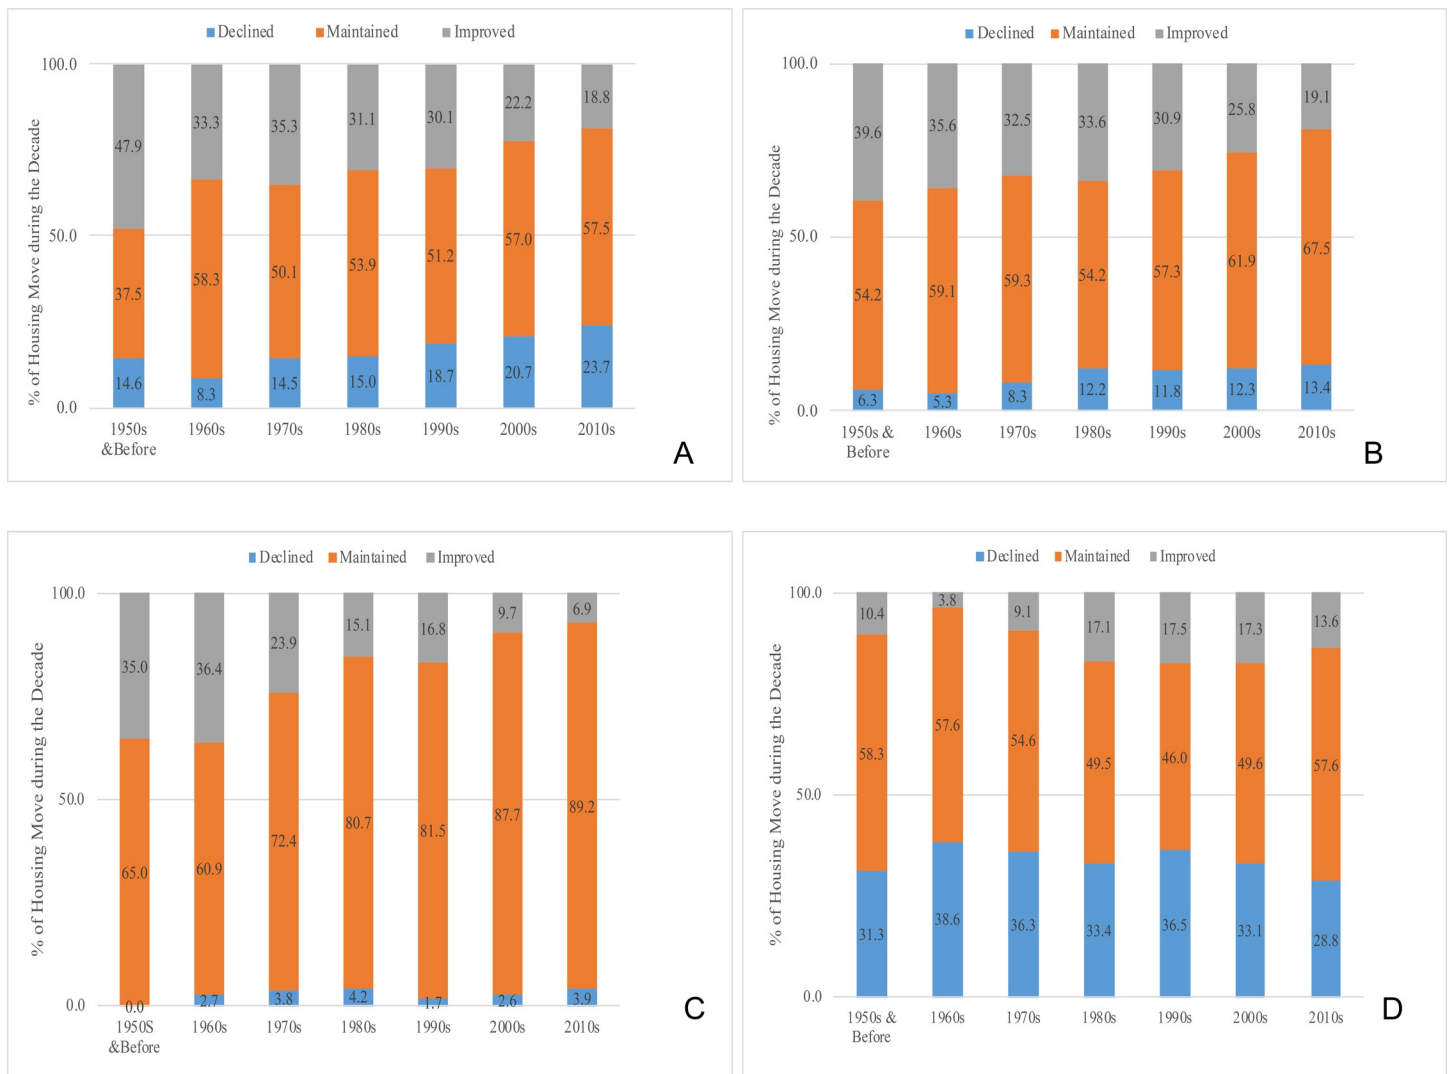 Declined Maintained Improved
% of Housing Move during the Decade
100.0
50.0
0.0
47.9 33.3 35.3 31.1 30.1 22.2 18.8
37.5 58.3 50.1 53.9 51.2 57.0 57.5
14.6 8.3 14.5 15.0 18.7 20.7 23.7
1950s 1960s 1970s 1980s 1990s 2000s 2010s
&Before
A
Declined Maintained Improved
% of Housing Move during the Decade
100.0
50.0
0.0
39.6 35.6 32.5 33.6 30.9 25.8 19.1
54.2 59.1 59.3 54.2 57.3 61.9 67.5
6.3 5.3 8.3 12.2 11.8 12.3 13.4
1950s & 1960s 1970s 1980s 1990s 2000s 2010s
Before
B
Declined Maintained Improved
% of Housing Move during the Decade
100.0
50.0
0.0
35.0 36.4 23.9 15.1 16.8 9.7 6.9
65.0 60.9 72.4 80.7 81.5 87.7 89.2
0.0 2.7 3.8 4.2 1.7 2.6 3.9
1950S 1960s 1970s 1980s 1990s 2000s 2010s
&Before
C
Declined Maintained Improved
% of Housing Move during the Decade
100.0
50.0
0.0
10.4 3.8 9.1 17.1 17.5 17.3 13.6
58.3 57.6 54.6 49.5 46.0 49.6 57.6
31.3 38.6 36.3 33.4 36.5 33.1 28.8
1950s & 1960s 1970s 1980s 1990s 2000s 2010s
Before
D